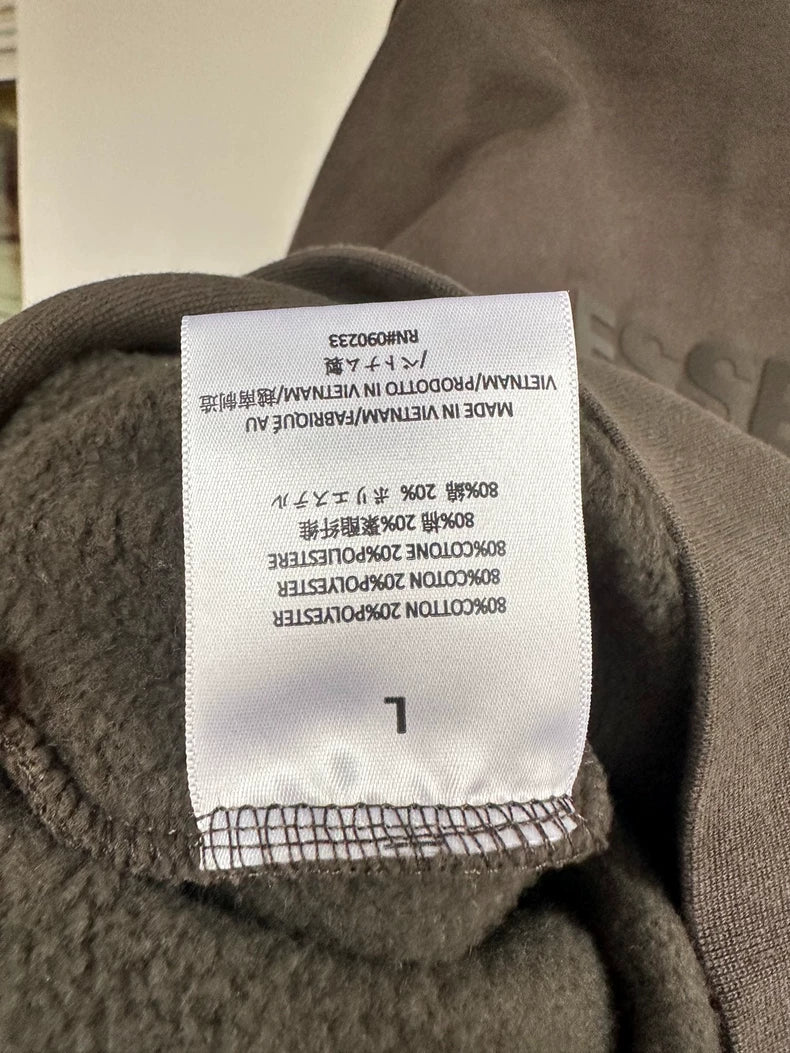 L
80%COTTON 20%POLYESTER
80%COTON 20%POLYESTER
80%COTONE 20%POLIESTERE
80%棉 20%聚酯纤维
80%綿 20% ポリエステル
MADE IN VIETNAM/FABRIQUÉ AU
VIETNAM/PRODOTTO IN VIETNAM/越南制造
/ベトナム製
RN#090233
ESSE